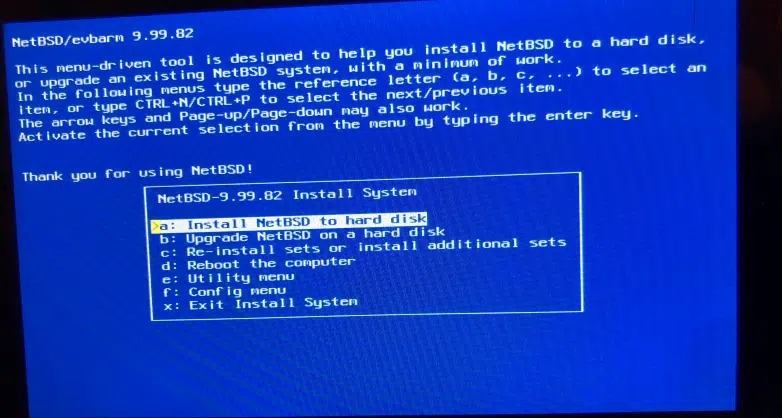 NetBSD/evbarm 9.99.82
This menu-driven tool is designed to help you install NetBSD to a hard disk,
or upgrade an existing NetBSD system, with a minimum of work.
In the following menus type the reference letter (a, b, c, ...) to select an
item, or type CTRL+N/CTRL+P to select the next/previous item.
The arrow keys and Page-up/Page-down may also work.
Activate the current selection from the menu by typing the enter key.
Thank you for using NetBSD!
NetBSD-9.99.82 Install System
>a: Install NetBSD to hard disk
b: Upgrade NetBSD on a hard disk
c: Re-install sets or install additional sets
d: Reboot the computer
e: Utility menu
f: Config menu
x: Exit Install System